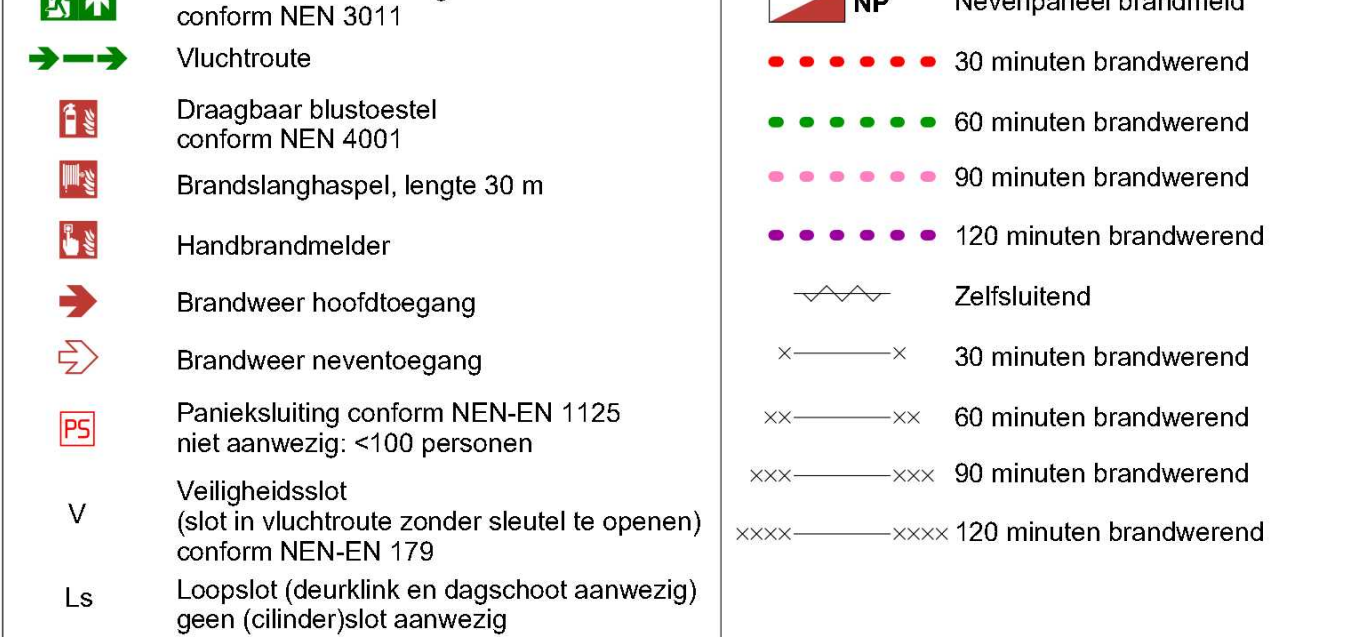 conform NEN 3011
Vluchtroute
Draagbaar blustoestel
conform NEN 4001
Brandslanghaspel, lengte 30 m
Handbrandmelder
Brandweer hoofdtoegang
Brandweer neventoegang
PS
Panieksluiting conform NEN-EN 1125
niet aanwezig: <100 personen
V
Veiligheidsslot
(slot in vluchtroute zonder sleutel te openen)
conform NEN-EN 179
Ls
Loopslot (deurklink en dagschoot aanwezig)
geen (cilinder)slot aanwezig
NP Nevenpaneel brandmeld
30 minuten brandwerend
60 minuten brandwerend
90 minuten brandwerend
120 minuten brandwerend
Zelfsluitend
× × 30 minuten brandwerend
×× ×× 60 minuten brandwerend
××× ××× 90 minuten brandwerend
×××× ×××× 120 minuten brandwerend